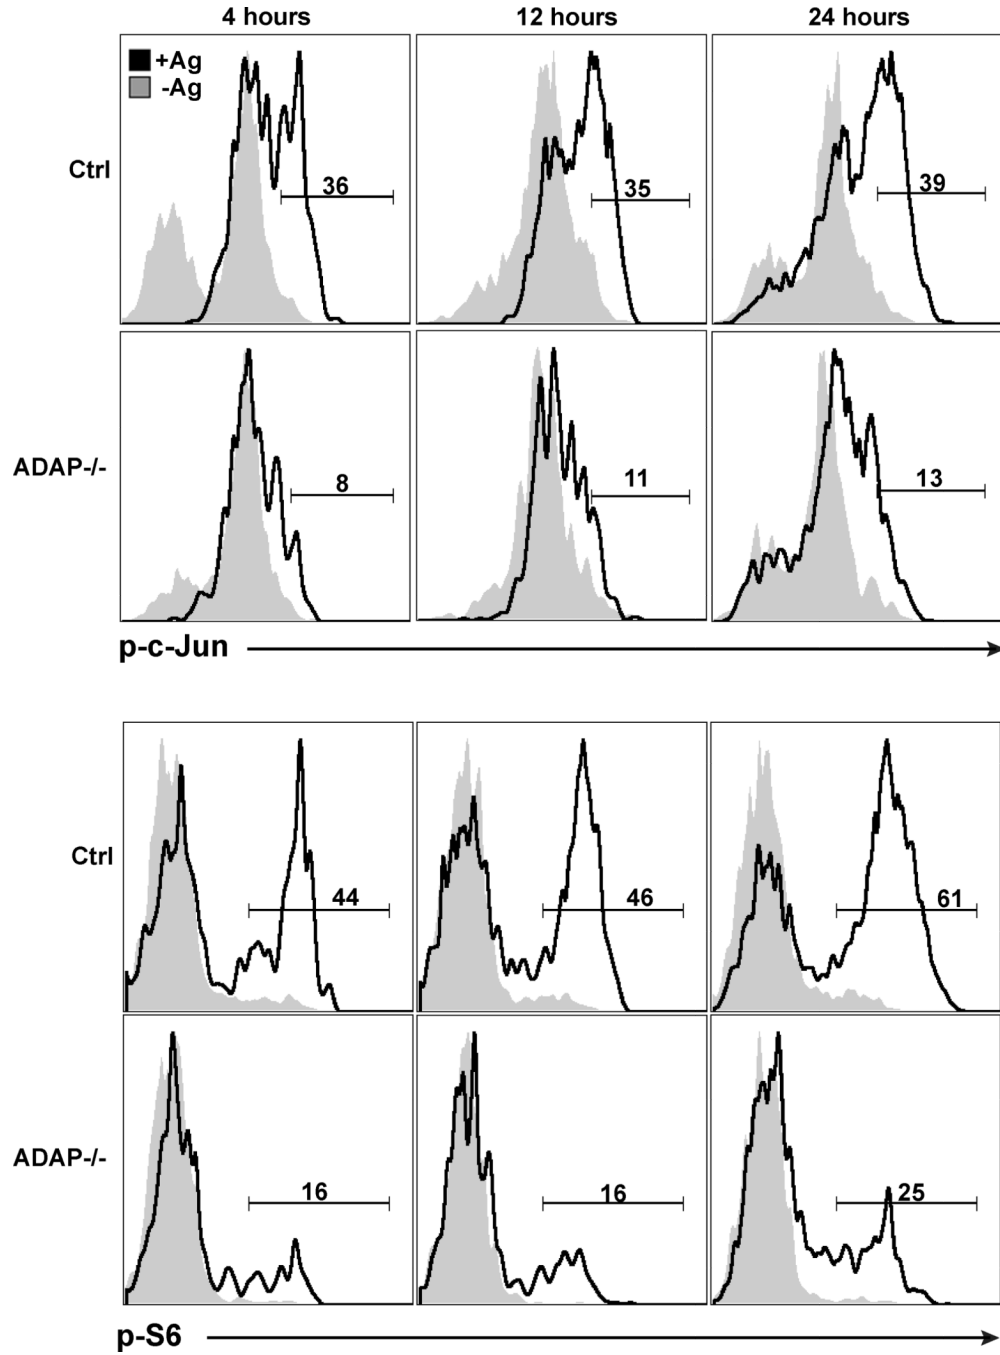 4 hours 12 hours 24 hours
+Ag
-Ag
Ctrl
36 35 39
ADAP-/-
8 11 13
p-c-Jun
Ctrl
44 46 61
ADAP-/-
16 16 25
p-S6